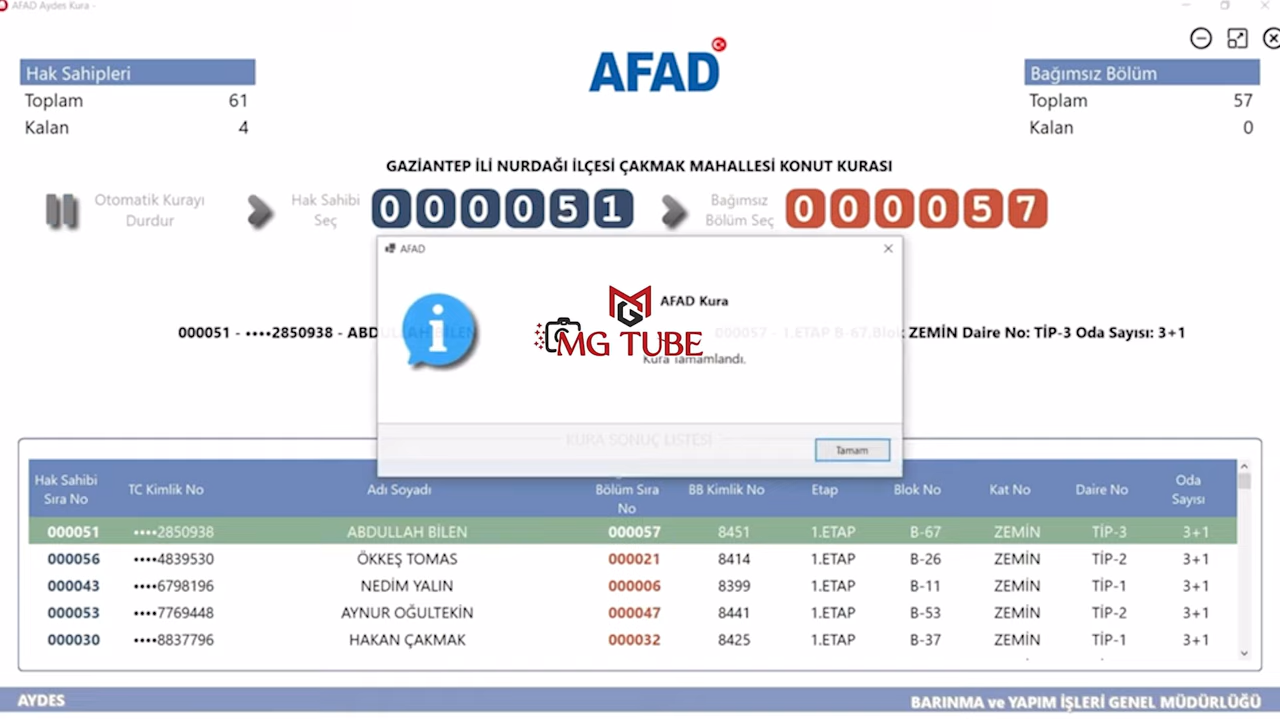 AFAD Aydes Kura -
AFAD
Hak Sahipleri
Toplam 61
Kalan 4
Bağımsız Bölüm
Toplam 57
Kalan 0
GAZİANTEP İLİ NURDAĞI İLÇESİ ÇAKMAK MAHALLESİ KONUT KURASI
Otomatik Kurayı
Durdur
Hak Sahibi
Seç
000051
Bağımsız
Bölüm Seç
000057
AFAD
AFAD Kura
MG TUBE
Kura Tamamlandı.
Tamam
000051 - ••••2850938 - ABDULLAH BİLEN
000057 - 1.ETAP B-67.Blok ZEMİN Daire No: TİP-3 Oda Sayısı: 3+1
KURA SONUÇ LİSTESİ
Hak Sahibi Sıra No TC Kimlik No Adı Soyadı Bölüm Sıra No BB Kimlik No Etap Blok No Kat No Daire No Oda Sayısı
000051 ••••2850938 ABDULLAH BİLEN 000057 8451 1.ETAP B-67 ZEMİN TİP-3 3+1
000056 ••••4839530 ÖKKEŞ TOMAS 000021 8414 1.ETAP B-26 ZEMİN TİP-2 3+1
000043 ••••6798196 NEDİM YALIN 000006 8399 1.ETAP B-11 ZEMİN TİP-1 3+1
000053 ••••7769448 AYNUR OĞULTEKİN 000047 8441 1.ETAP B-53 ZEMİN TİP-2 3+1
000030 ••••8837796 HAKAN ÇAKMAK 000032 8425 1.ETAP B-37 ZEMİN TİP-1 3+1
AYDES
BARINMA ve YAPIM İŞLERİ GENEL MÜDÜRLÜĞÜ